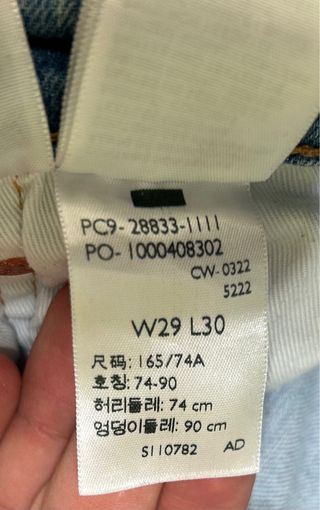 PC9-28833-1111
PO- 1000408302
CW-0322
5222
W29 L30
尺码: 165/74A
호칭: 74-90
허리둘레: 74 cm
엉덩이둘레: 90 cm
S110782 AD